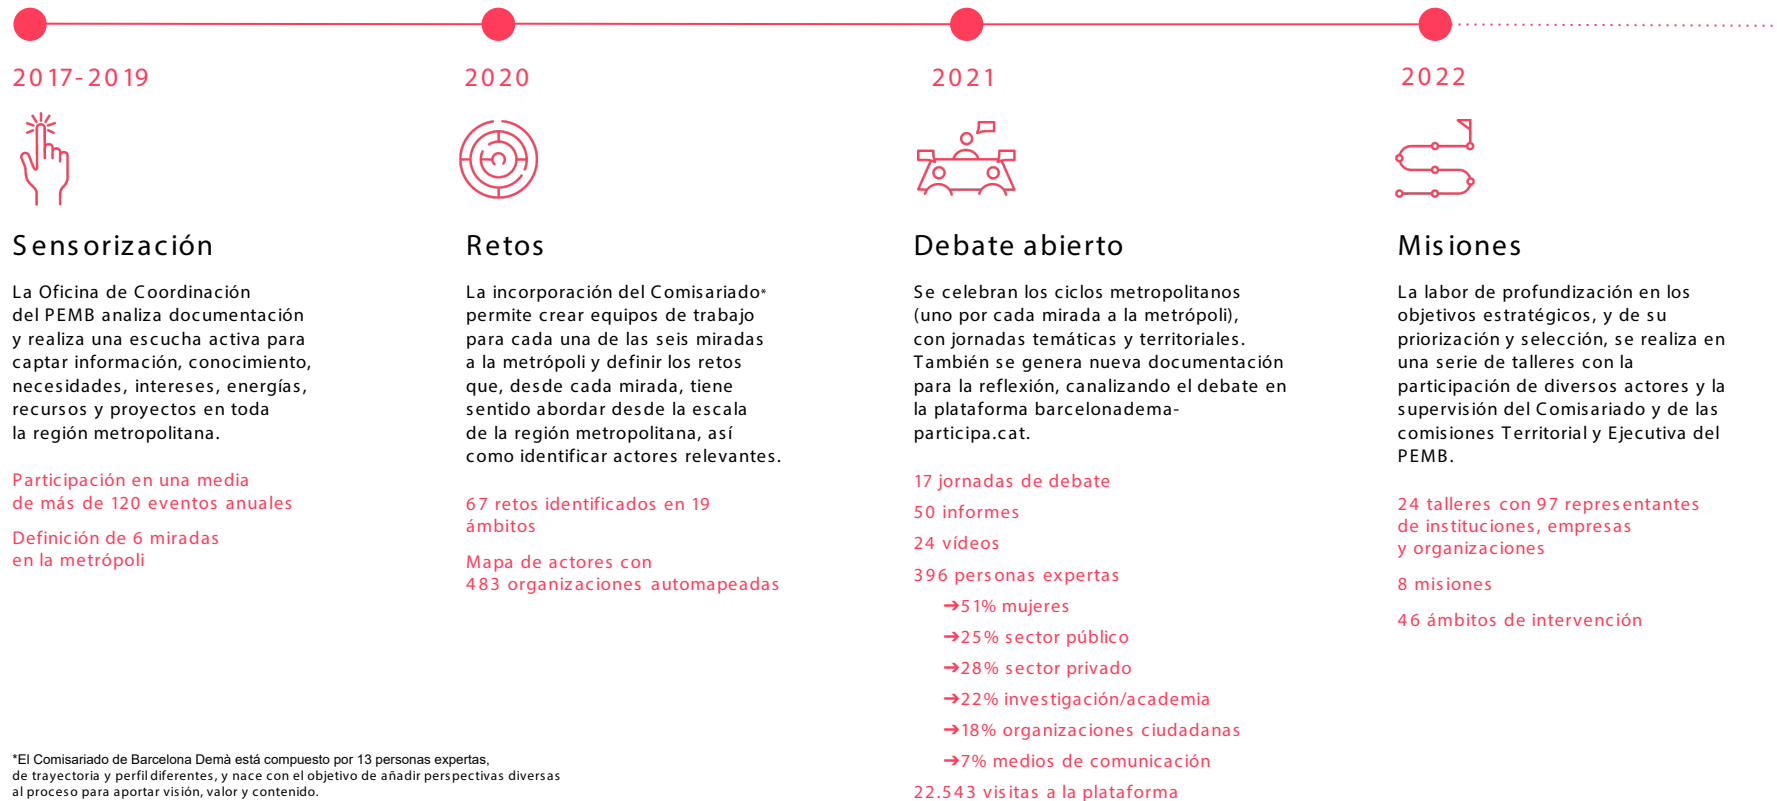 2017-2019
Sensorización
La Oficina de Coordinación
del PEMB analiza documentación
y realiza una escucha activa para
captar información, conocimiento,
necesidades, intereses, energías,
recursos y proyectos en toda
la región metropolitana.
Participación en una media
de más de 120 eventos anuales
Definición de 6 miradas
en la metrópoli
2020
Retos
La incorporación del Comisariado*
permite crear equipos de trabajo
para cada una de las seis miradas
a la metrópoli y definir los retos
que, desde cada mirada, tiene
sentido abordar desde la escala
de la región metropolitana, así
como identificar actores relevantes.
67 retos identificados en 19
ámbitos
Mapa de actores con
483 organizaciones automapeadas
2021
Debate abierto
Se celebran los ciclos metropolitanos
(uno por cada mirada a la metrópoli),
con jornadas temáticas y territoriales.
También se genera nueva documentación
para la reflexión, canalizando el debate en
la plataforma barcelonadema-
participa.cat.
17 jornadas de debate
50 informes
24 vídeos
396 personas expertas
➔51% mujeres
➔25% sector público
➔28% sector privado
➔22% investigación/academia
➔18% organizaciones ciudadanas
➔7% medios de comunicación
22.543 visitas a la plataforma
2022
Misiones
La labor de profundización en los
objetivos estratégicos, y de su
priorización y selección, se realiza en
una serie de talleres con la
participación de diversos actores y la
supervisión del Comisariado y de las
comisiones Territorial y Ejecutiva del
PEMB.
24 talleres con 97 representantes
de instituciones, empresas
y organizaciones
8 misiones
46 ámbitos de intervención
*El Comisariado de Barcelona Demà está compuesto por 13 personas expertas,
de trayectoria y perfil diferentes, y nace con el objetivo de añadir perspectivas diversas
al proceso para aportar visión, valor y contenido.